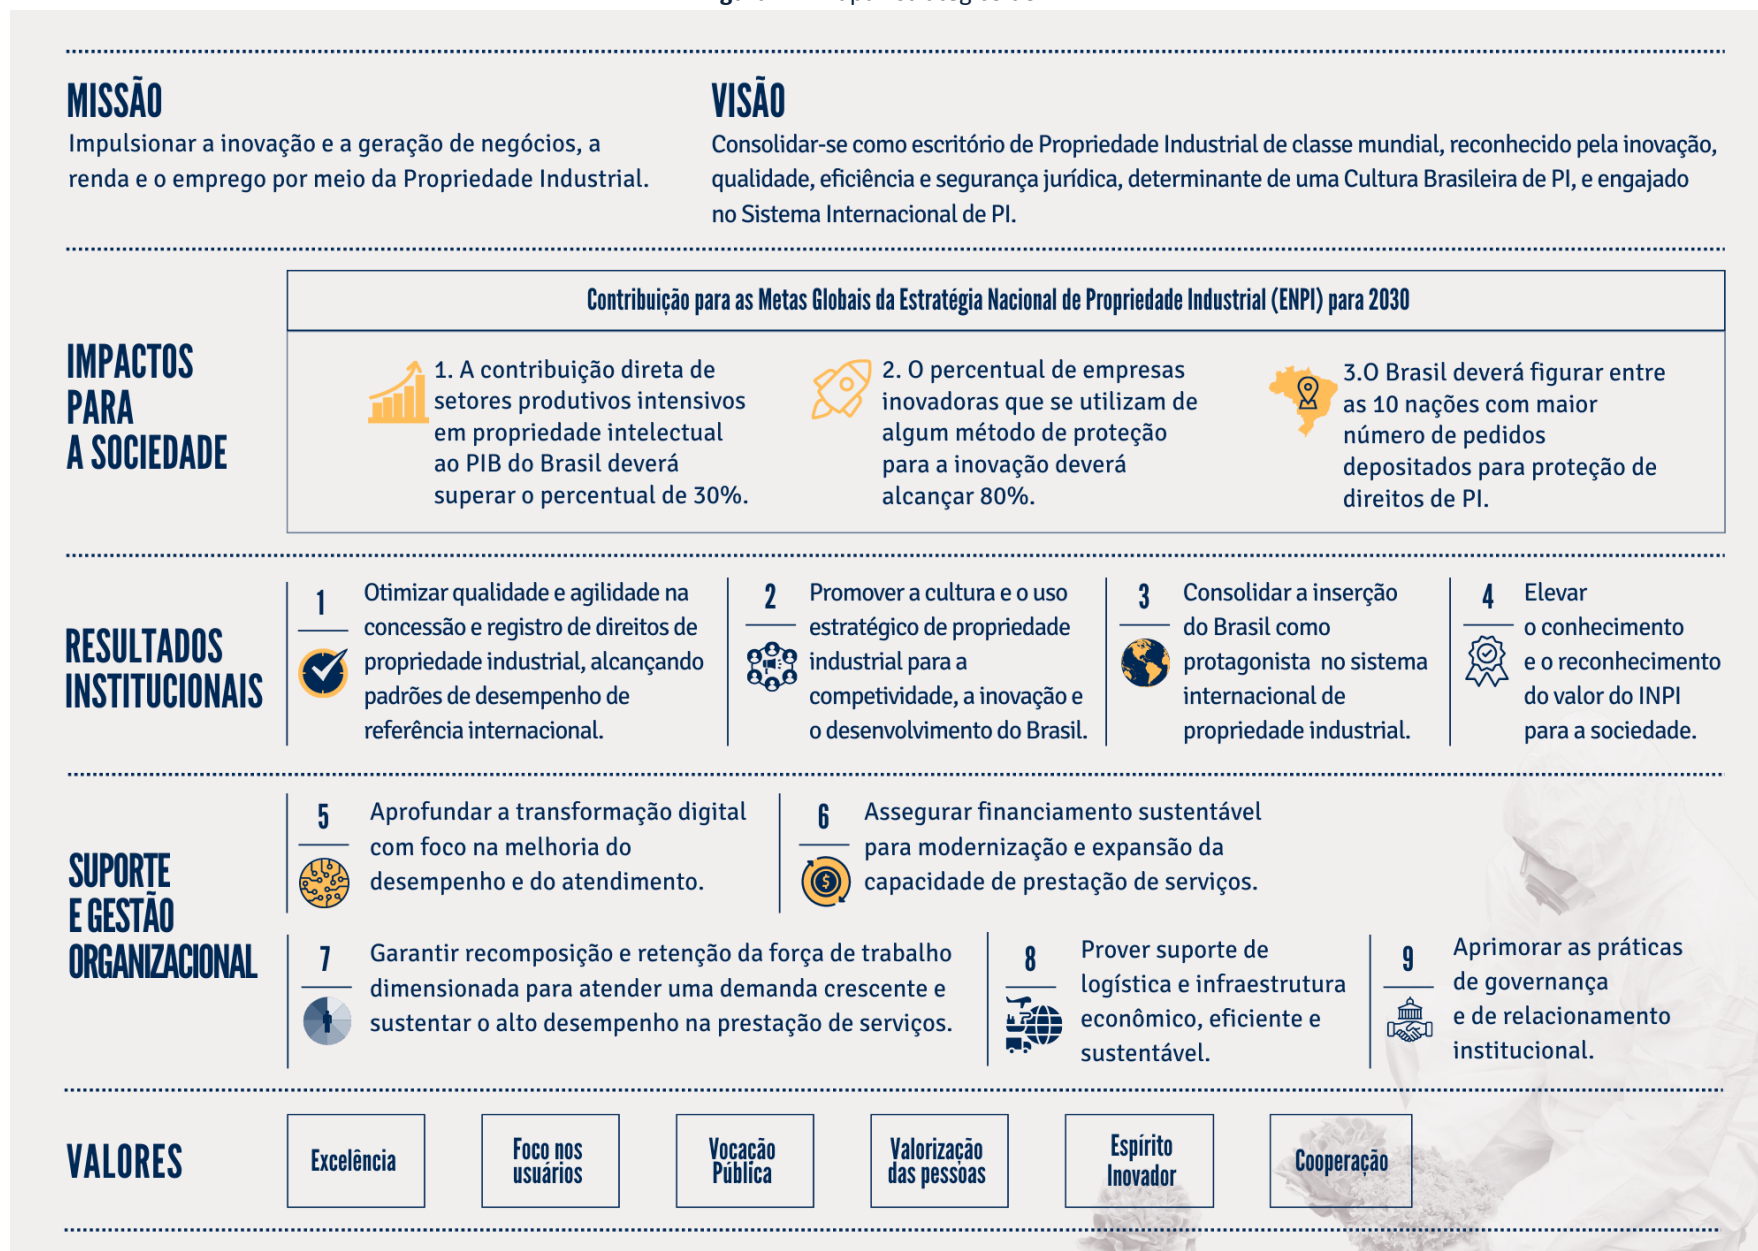 MISSÃO
Impulsionar a inovação e a geração de negócios, a
renda e o emprego por meio da Propriedade Industrial.
VISÃO
Consolidar-se como escritório de Propriedade Industrial de classe mundial, reconhecido pela inovação,
qualidade, eficiência e segurança jurídica, determinante de uma Cultura Brasileira de PI, e engajado
no Sistema Internacional de PI.
IMPACTOS
PARA
A SOCIEDADE
Contribuição para as Metas Globais da Estratégia Nacional de Propriedade Industrial (ENPI) para 2030
1. A contribuição direta de
setores produtivos intensivos
em propriedade intelectual
ao PIB do Brasil deverá
superar o percentual de 30%.
2. O percentual de empresas
inovadoras que se utilizam de
algum método de proteção
para a inovação deverá
alcançar 80%.
3.O Brasil deverá figurar entre
as 10 nações com maior
número de pedidos
depositados para proteção de
direitos de PI.
RESULTADOS
INSTITUCIONAIS
1
Otimizar qualidade e agilidade na
concessão e registro de direitos de
propriedade industrial, alcançando
padrões de desempenho de
referência internacional.
2
Promover a cultura e o uso
estratégico de propriedade
industrial para a
competividade, a inovação e
o desenvolvimento do Brasil.
3
Consolidar a inserção
do Brasil como
protagonista no sistema
internacional de
propriedade industrial.
4
Elevar
o conhecimento
e o reconhecimento
do valor do INPI
para a sociedade.
SUPORTE
E GESTÃO
ORGANIZACIONAL
5
Aprofundar a transformação digital
com foco na melhoria do
desempenho e do atendimento.
6
Assegurar financiamento sustentável
para modernização e expansão da
capacidade de prestação de serviços.
7
Garantir recomposição e retenção da força de trabalho
dimensionada para atender uma demanda crescente e
sustentar o alto desempenho na prestação de serviços.
8
Prover suporte de
logística e infraestrutura
econômico, eficiente e
sustentável.
9
Aprimorar as práticas
de governança
e de relacionamento
institucional.
VALORES
Excelência
Foco nos
usuários
Vocação
Pública
Valorização
das pessoas
Espírito
Inovador
Cooperação